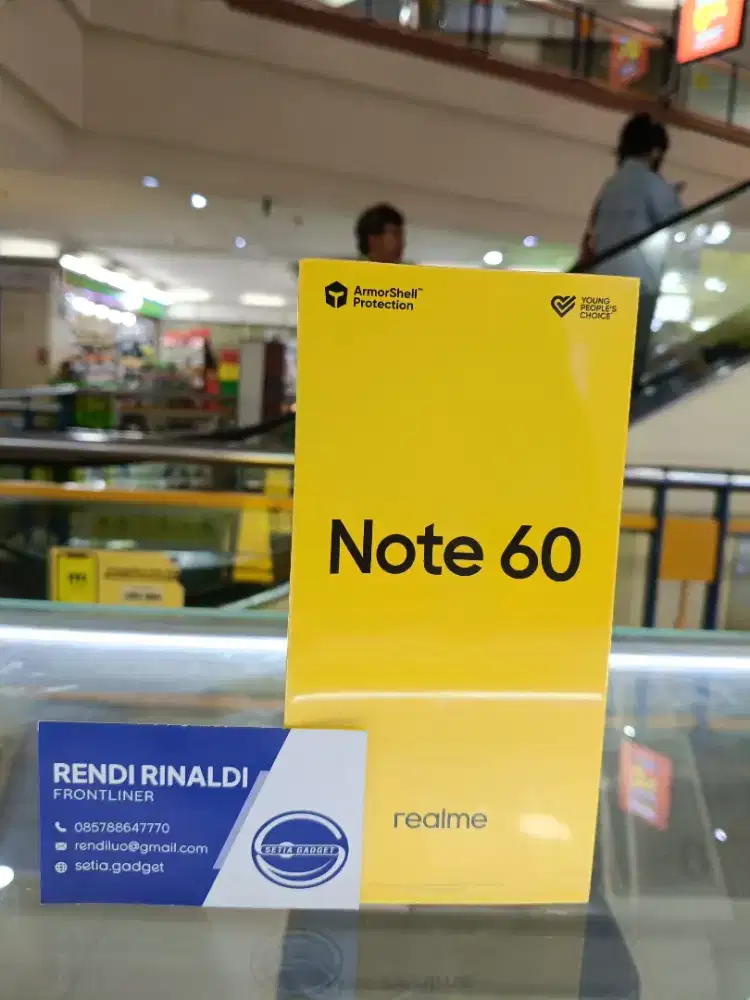 ArmorShell™
Protection
YOUNG
PEOPLE'S
CHOICE
Note 60
realme
RENDI RINALDI
FRONTLINER
085788647770
rendiluo@gmail.com
setia.gadget
SETIA GADGET